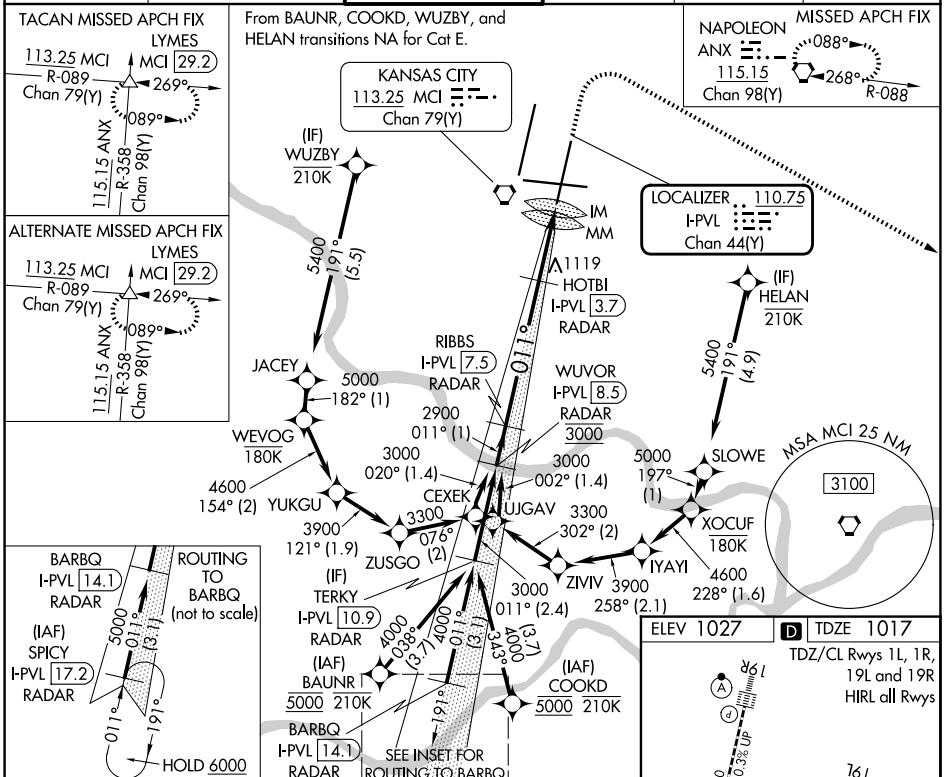 TACAN MISSED APCH FIX
LYMES
113.25 MCI
MCI 29.2
R-089
Chan 79(Y)
269°
089°
115.15 ANX
R-358
Chan 98(Y)
ALTERNATE MISSED APCH FIX
LYMES
113.25 MCI
MCI 29.2
R-089
Chan 79(Y)
269°
089°
115.15 ANX
R-358
Chan 98(Y)
From BAUNR, COOKD, WUZBY, and
HELAN transitions NA for Cat E.
KANSAS CITY
113.25 MCI
Chan 79(Y)
MISSED APCH FIX
NAPOLEON
ANX
115.15
Chan 98(Y)
088°
268°
R-088
(IF)
WUZBY
210K
5400
191°
(5.5)
LOCALIZER 110.75
I-PVL
Chan 44(Y)
IM
MM
1119
HOTBI
I-PVL 3.7
RADAR
(IF)
HELAN
210K
5400
191°
(4.9)
011°
RIBBS
I-PVL 7.5
RADAR
WUVOR
I-PVL 8.5
RADAR
3000
JACEY
5000
182° (1)
WEVOG
180K
2900
011° (1)
3000
020° (1.4)
3000
002° (1.4)
5000
197°
(1)
SLOWE
MSA MCI 25 NM
3100
4600
154° (2)
YUKGU
CEXEK
UJGAV
XOCUF
180K
3900
121° (1.9)
ZUSGO
3300
076°
(2)
3300
302° (2)
ZIVIV
IYAYI
3900
258° (2.1)
4600
228° (1.6)
3000
011° (2.4)
(IF)
TERKY
I-PVL 10.9
RADAR
4000
038°
(3.7)
4000
011°
(3.1)
4000
343°
(3.7)
(IAF)
BAUNR
5000 210K
(IAF)
COOKD
5000 210K
191°
BARBQ
I-PVL 14.1
RADAR
SEE INSET FOR
ROUTING TO BARBQ
BARBQ
I-PVL 14.1
RADAR
ROUTING
TO
BARBQ
(not to scale)
5000
011°
(3.1)
(IAF)
SPICY
I-PVL 17.2
RADAR
011°
191°
HOLD 6000
ELEV 1027
D
TDZE 1017
TDZ/CL Rwys 1L, 1R,
19L and 19R
HIRL all Rwys
19R
A
P
0.3% UP
19L